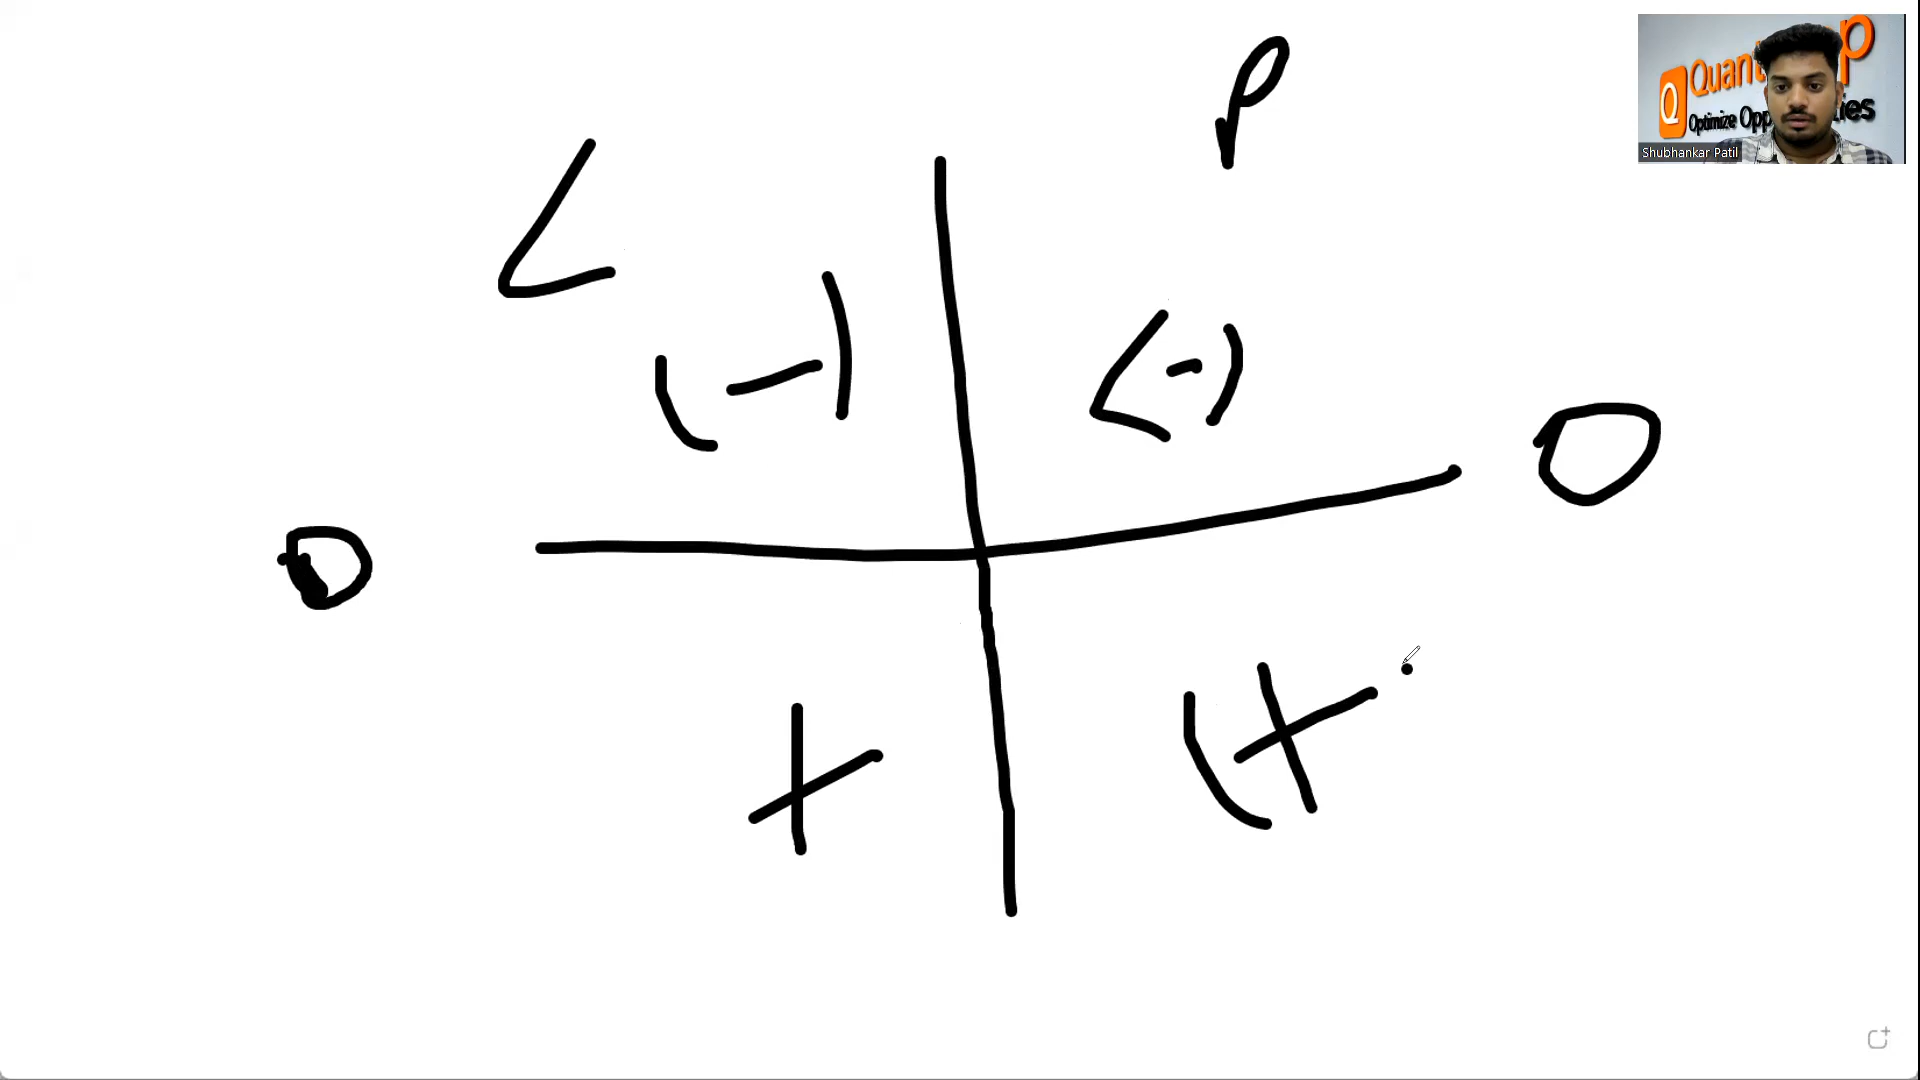 P
Quant p
Q
Optimize Opp ies
Shubhankar Patil
L
(-)
(-)
O
O
+
(+